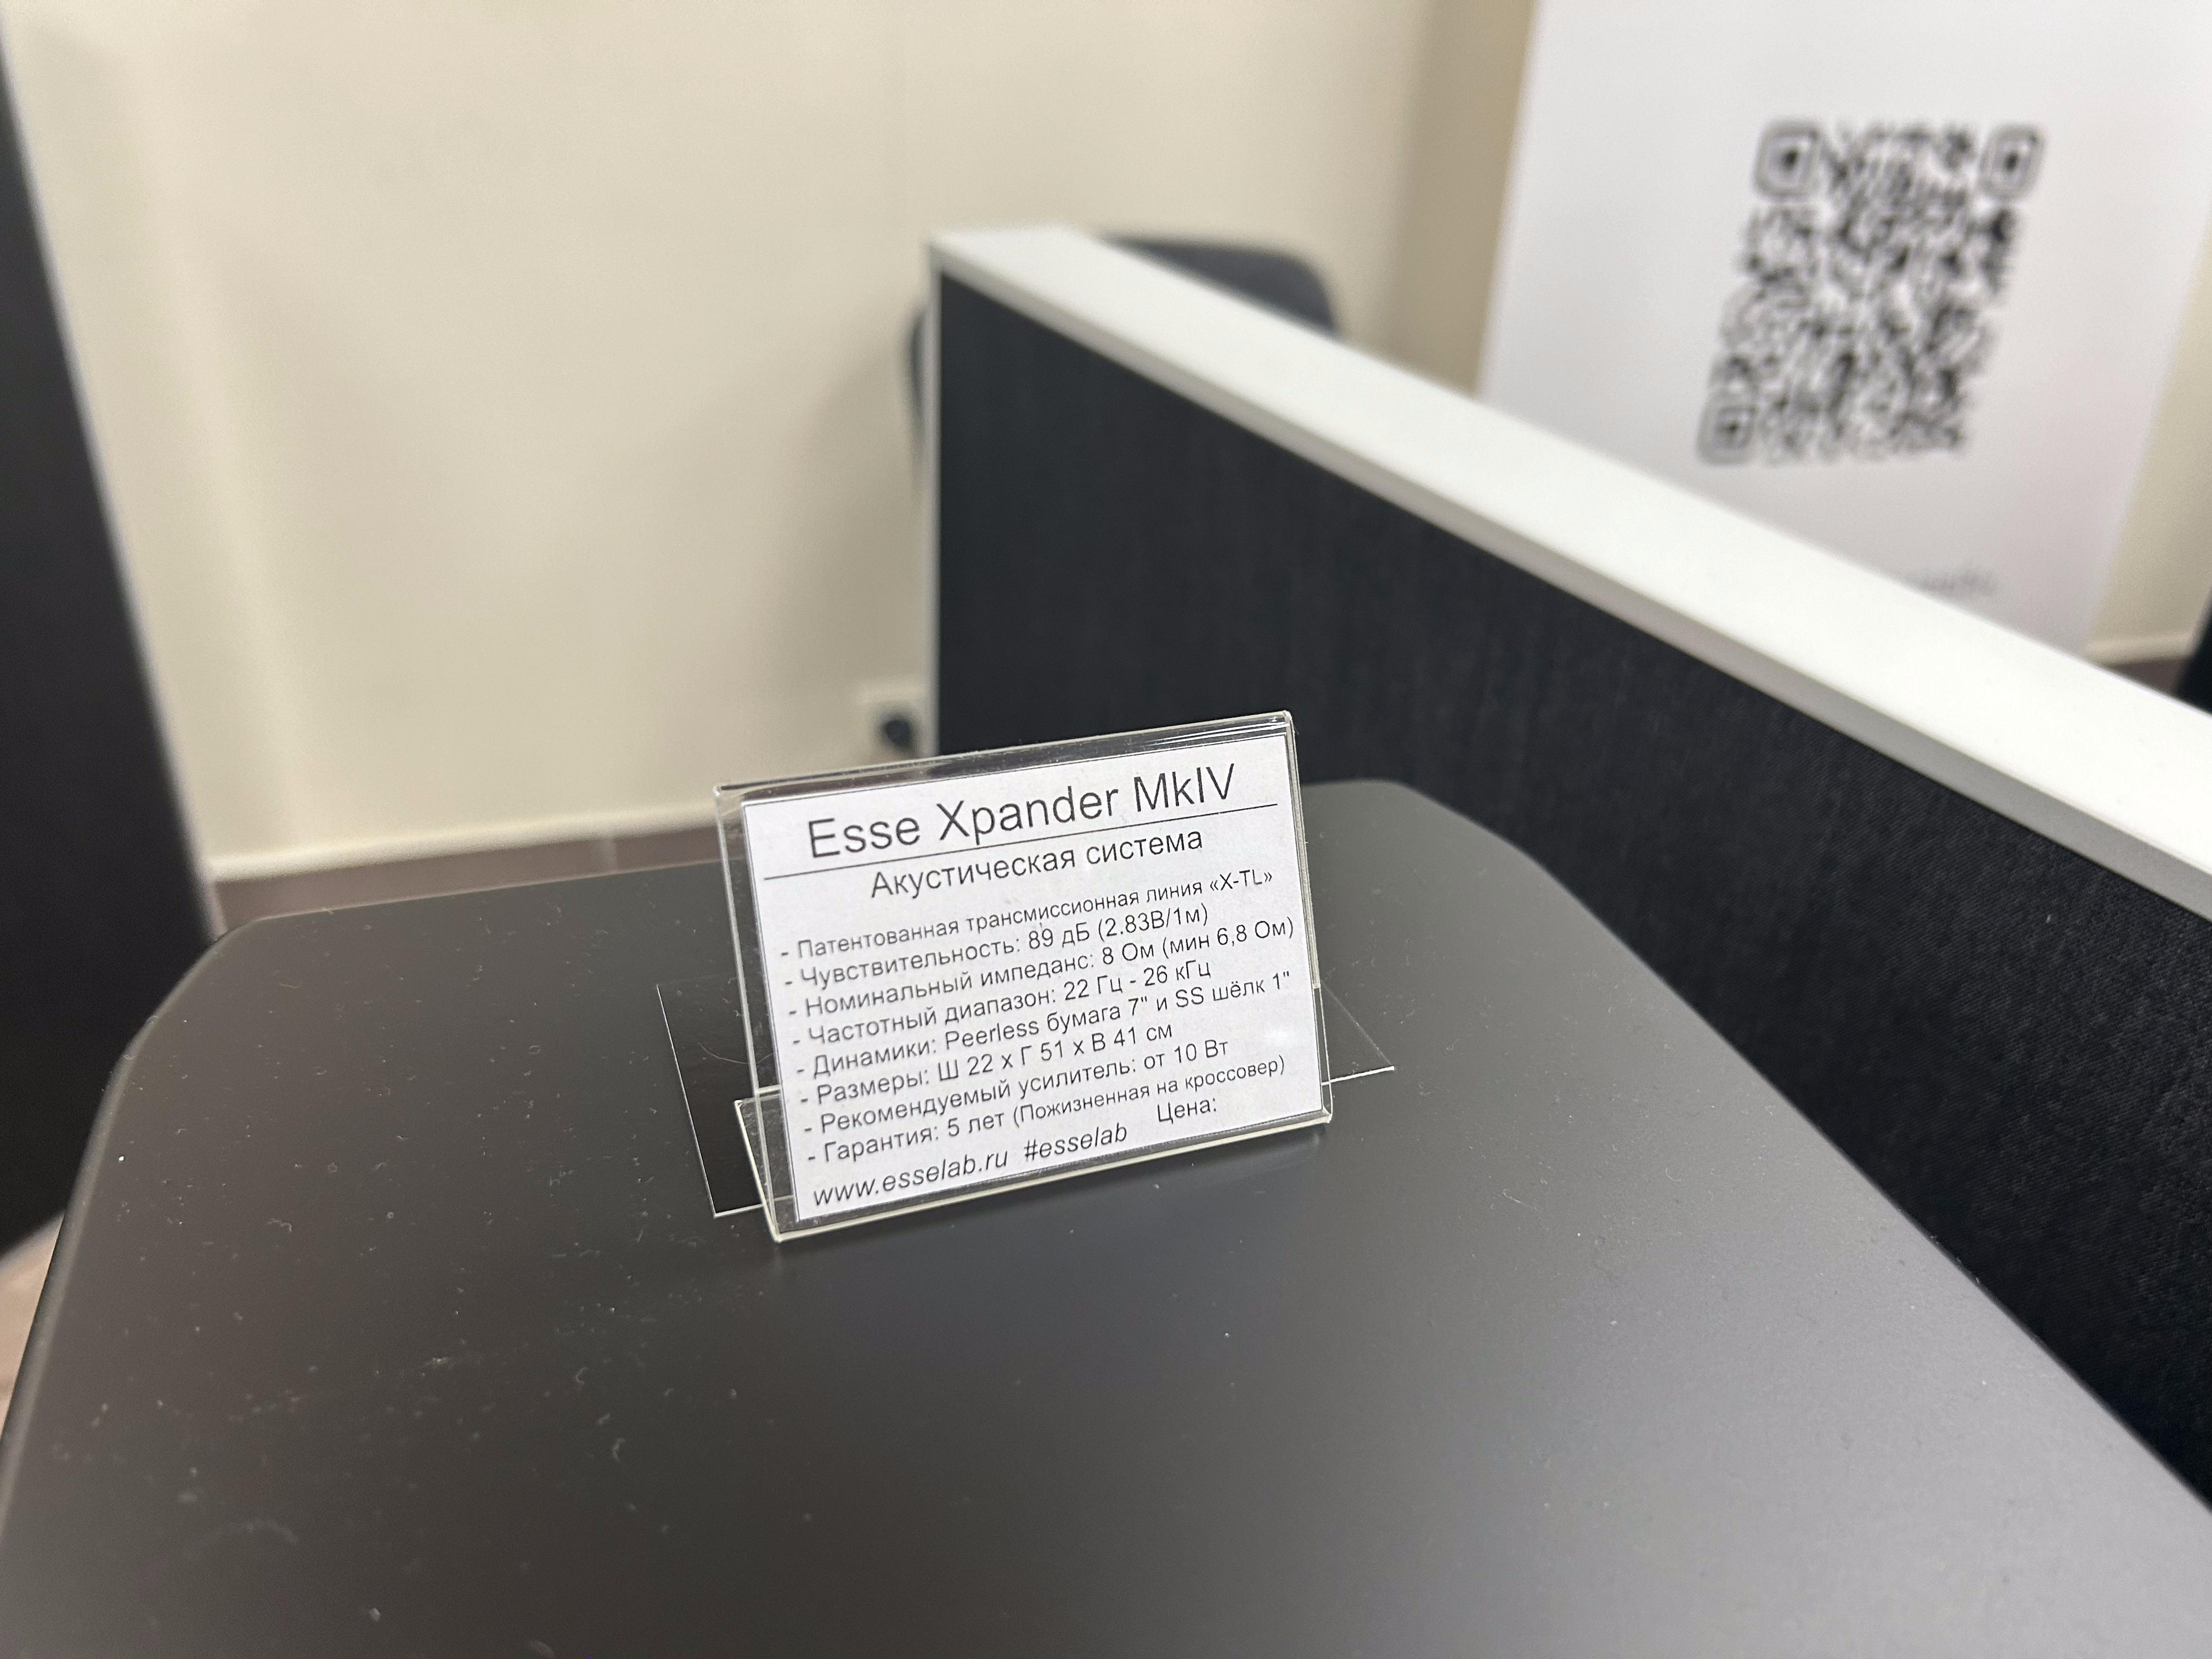 Esse Xpander MkIV
Акустическая система
- Патентованная трансмиссионная линия «X-TL»
- Чувствительность: 89 дБ (2.83В/1м)
- Номинальный импеданс: 8 Ом (мин 6,8 Ом)
- Частотный диапазон: 22 Гц - 26 кГц
- Динамики: Peerless бумага 7" и SS шёлк 1"
- Размеры: Ш 22 х Г 51 х В 41 см
- Рекомендуемый усилитель: от 10 Вт
- Гарантия: 5 лет (Пожизненная на кроссовер)
www.esselab.ru #esselab Цена: